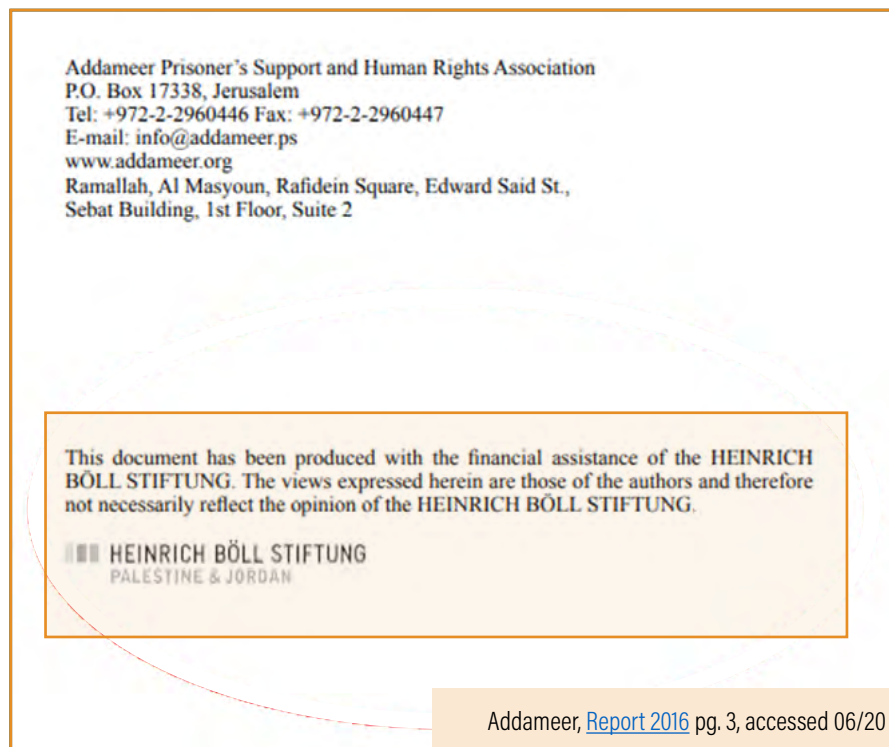 Addameer Prisoner's Support and Human Rights Association
P.O. Box 17338, Jerusalem
Tel: +972-2-2960446 Fax: +972-2-2960447
E-mail: info@addameer.ps
www.addameer.org
Ramallah, Al Masyoun, Rafidein Square, Edward Said St.,
Sebat Building, 1st Floor, Suite 2
This document has been produced with the financial assistance of the HEINRICH
BÖLL STIFTUNG. The views expressed herein are those of the authors and therefore
not necessarily reflect the opinion of the HEINRICH BÖLL STIFTUNG.
HEINRICH BÖLL STIFTUNG
PALESTINE & JORDAN
Addameer, Report 2016 pg. 3, accessed 06/20